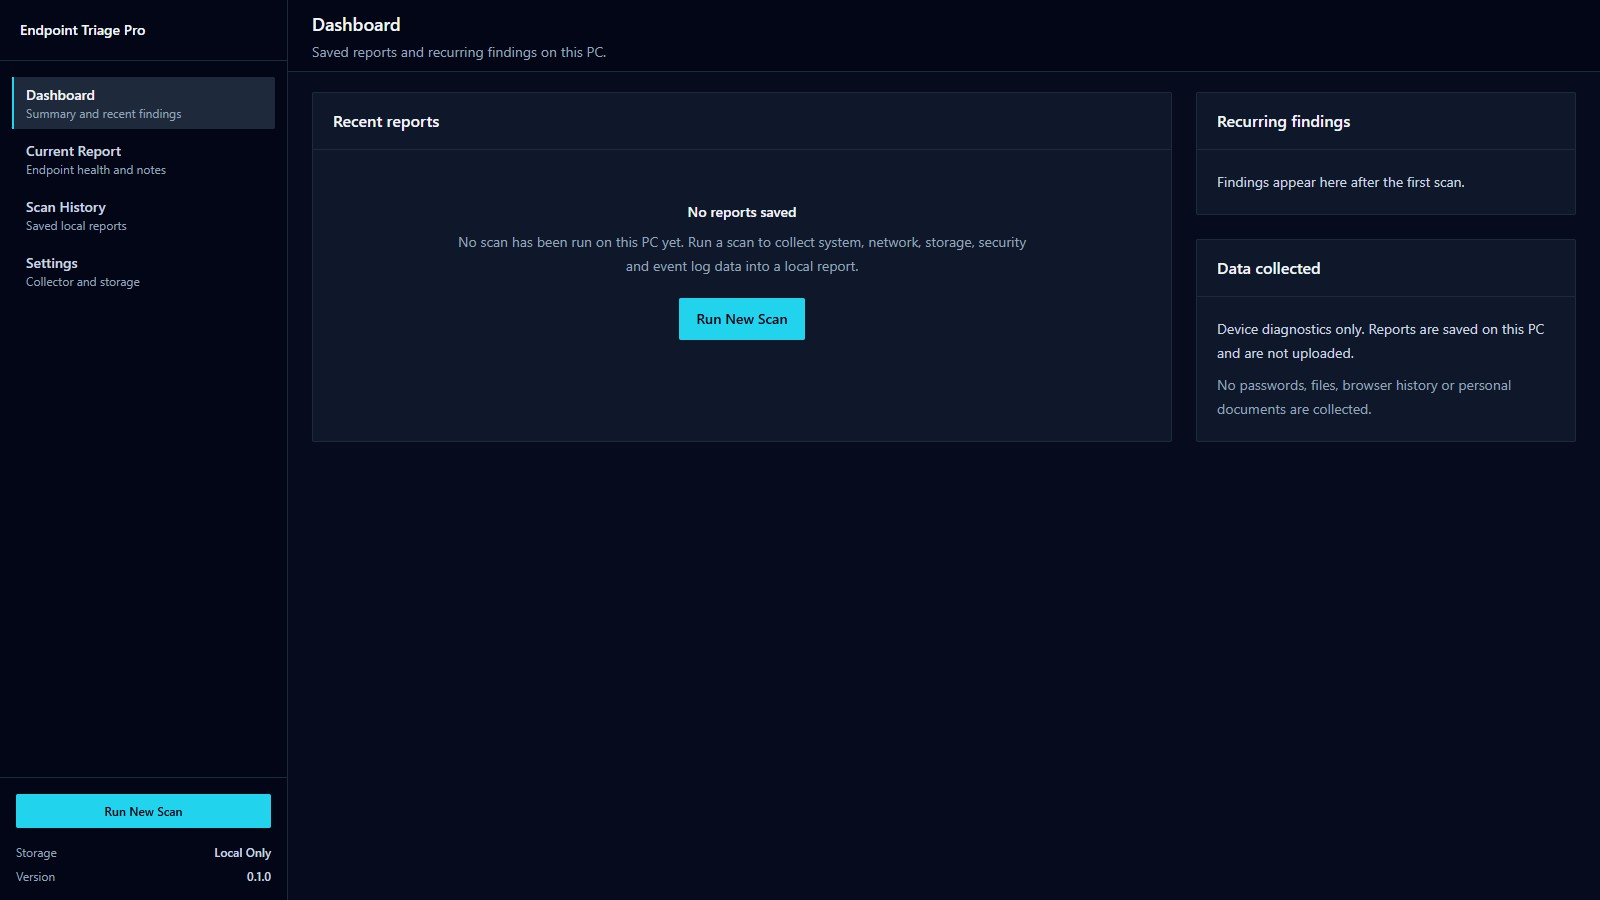 Endpoint Triage Pro
Dashboard
Summary and recent findings
Current Report
Endpoint health and notes
Scan History
Saved local reports
Settings
Collector and storage
Run New Scan
Storage Local Only
Version 0.1.0
Dashboard
Saved reports and recurring findings on this PC.
Recent reports
No reports saved
No scan has been run on this PC yet. Run a scan to collect system, network, storage, security
and event log data into a local report.
Run New Scan
Recurring findings
Findings appear here after the first scan.
Data collected
Device diagnostics only. Reports are saved on this PC
and are not uploaded.
No passwords, files, browser history or personal
documents are collected.